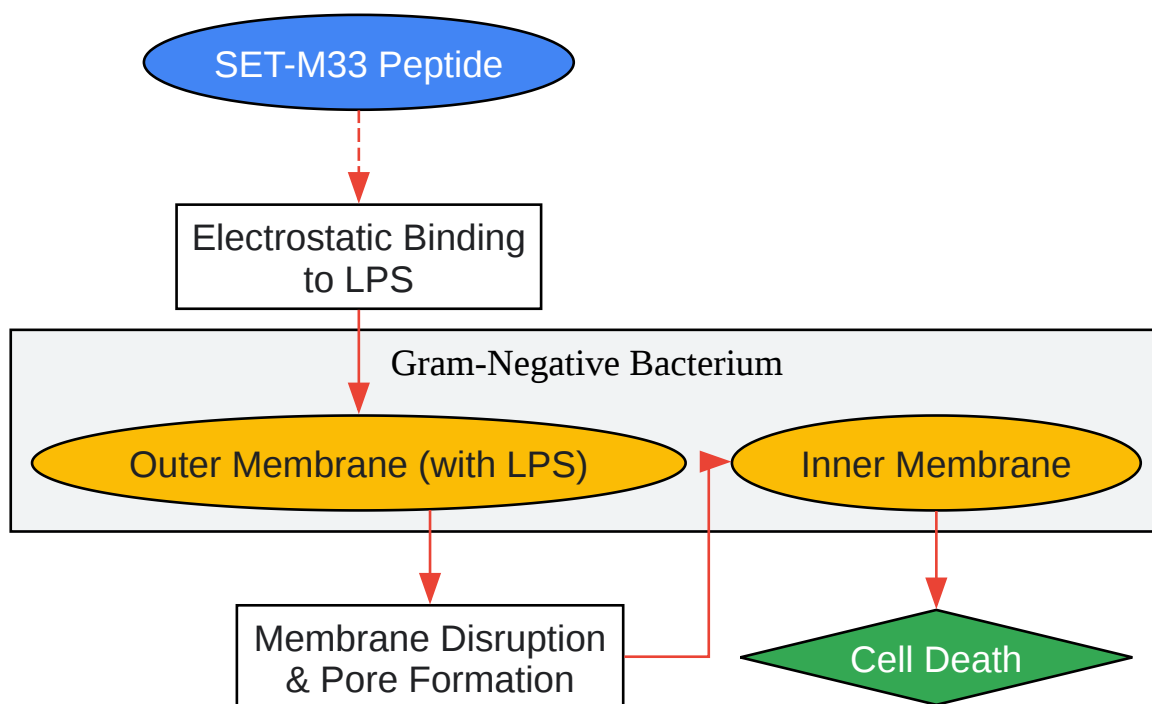 SET-M33 Peptide
Electrostatic Binding
to LPS
Gram-Negative Bacterium
Outer Membrane (with LPS)
Inner Membrane
Membrane Disruption
& Pore Formation
Cell Death